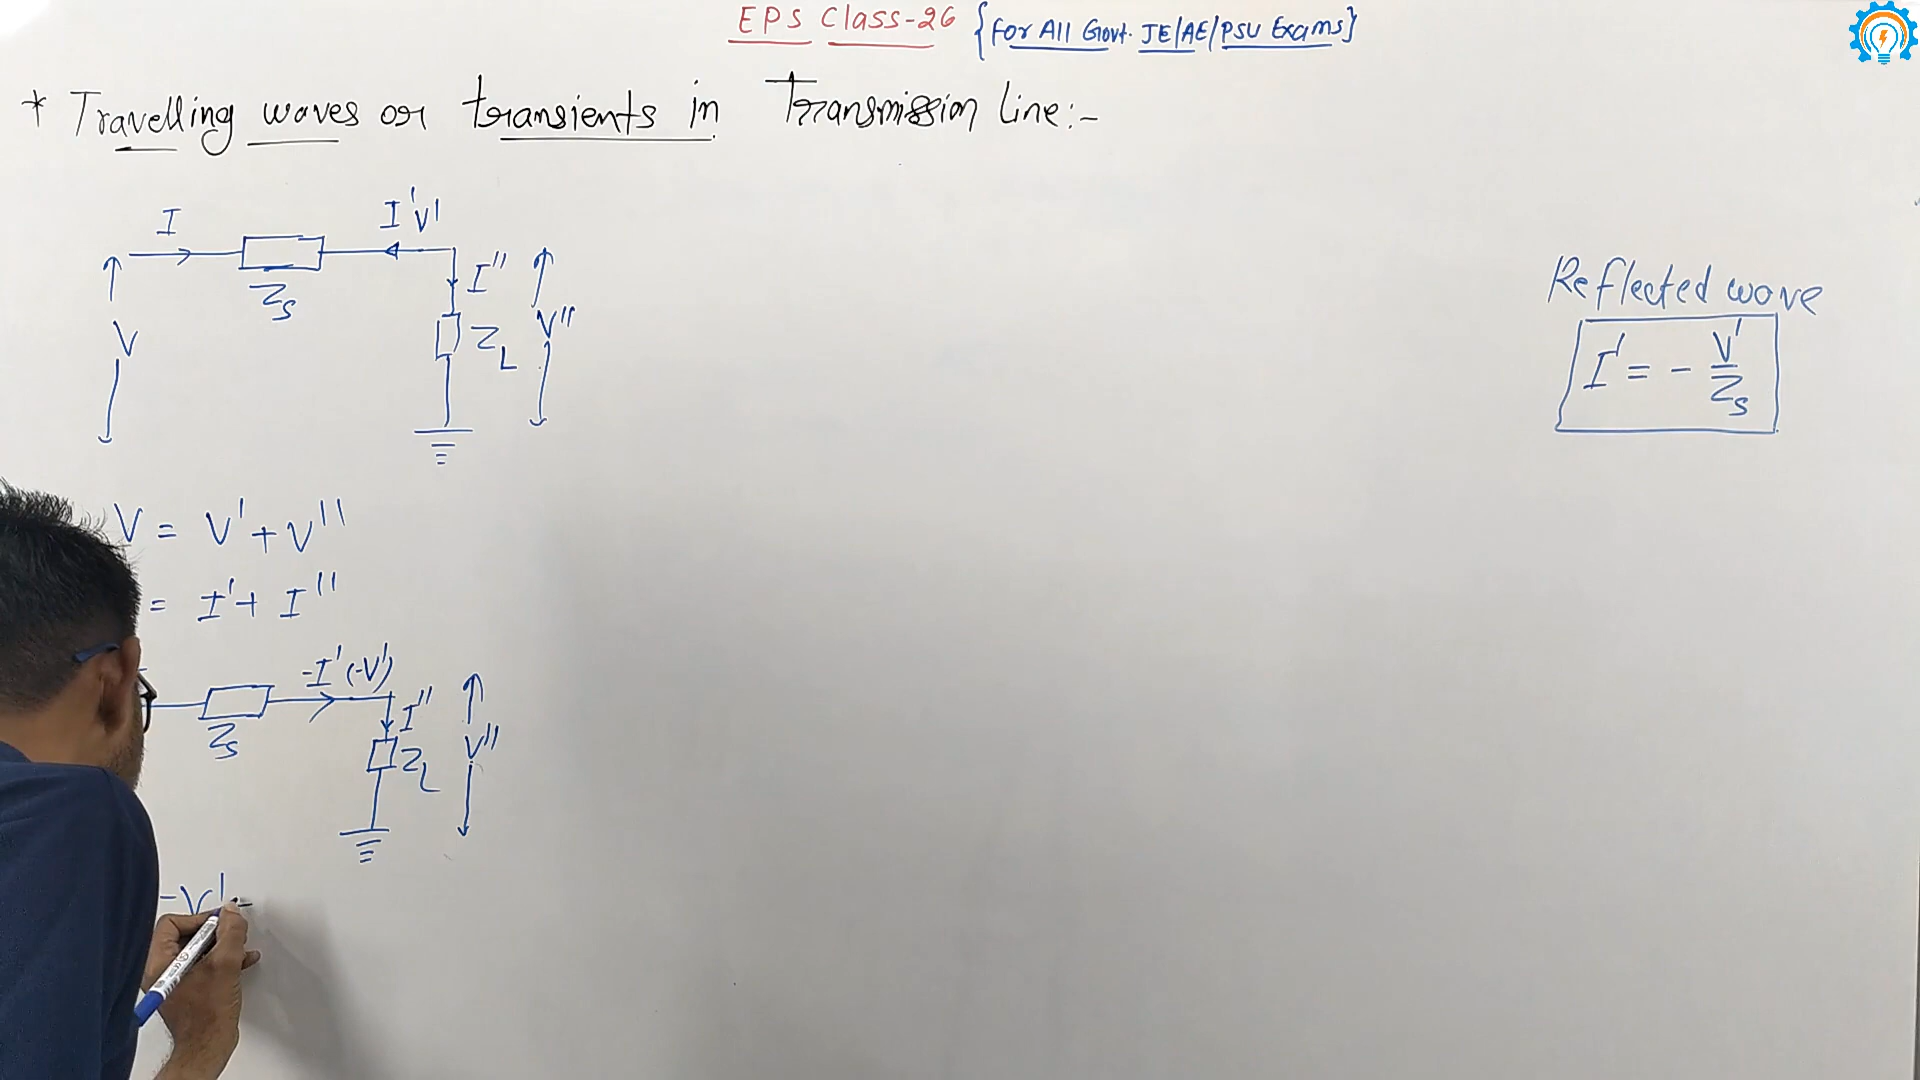 EPS Class-26 {For All Govt. JE/AE/PSU Exams}
* Travelling waves or transients in Transmission Line:-
I
I' V'
Zs
I''
ZL
V''
V
Reflected wave
I' = - V'/Zs
V = V' + V''
= I' + I''
-I' (-V')
Zs
I''
ZL
V''
-V'